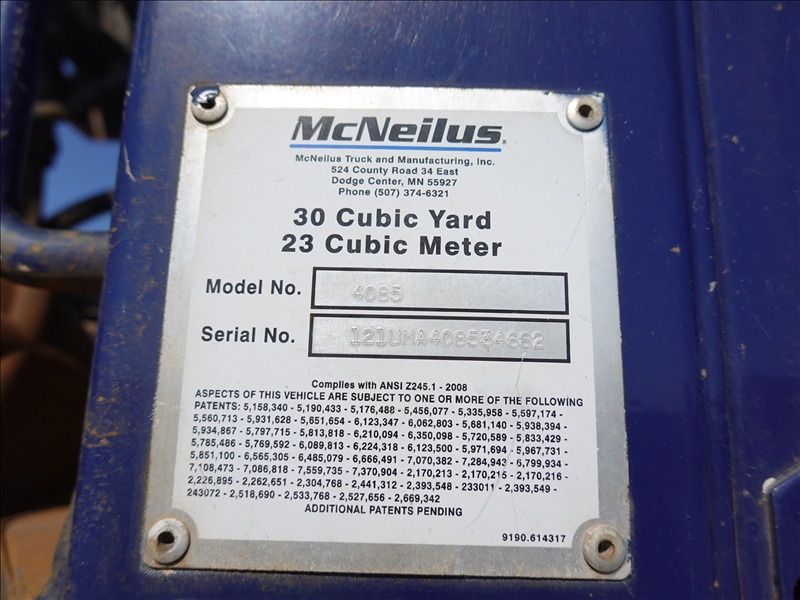 McNeilus
McNeilus Truck and Manufacturing, Inc.
524 County Road 34 East
Dodge Center, MN 55927
Phone (507) 374-6321
30 Cubic Yard
23 Cubic Meter
Model No. 4085
Serial No. 121UMA408534682
Complies with ANSI Z245.1 - 2008
ASPECTS OF THIS VEHICLE ARE SUBJECT TO ONE OR MORE OF THE FOLLOWING
PATENTS: 5,158,340 - 5,190,433 - 5,176,488 - 5,456,077 - 5,335,958 - 5,597,174 -
5,560,713 - 5,931,628 - 5,651,654 - 6,123,347 - 6,062,803 - 5,681,140 - 5,938,394 -
5,934,867 - 5,797,715 - 5,813,818 - 6,210,094 - 6,350,098 - 5,720,589 - 5,833,429 -
5,785,486 - 5,769,592 - 6,089,813 - 6,224,318 - 6,123,500 - 5,971,694 - 5,967,731 -
5,851,100 - 6,565,305 - 6,485,079 - 6,666,491 - 7,070,382 - 7,284,943 - 6,799,934 -
7,108,473 - 7,086,818 - 7,559,735 - 7,370,904 - 2,170,213 - 2,170,215 - 2,170,216 -
2,226,895 - 2,262,651 - 2,304,768 - 2,441,312 - 2,393,548 - 233011 - 2,393,549 -
243072 - 2,518,690 - 2,533,768 - 2,527,656 - 2,669,342
ADDITIONAL PATENTS PENDING
9190.614317